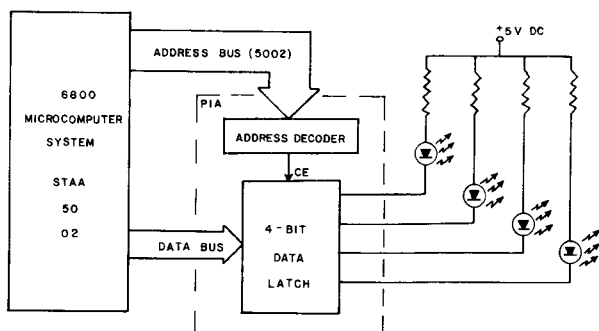 +5V DC
ADDRESS BUS (5002)
6800
MICROCOMPUTER
SYSTEM
STAA
50
02
PIA
ADDRESS DECODER
CE
4-BIT
DATA
LATCH
DATA BUS